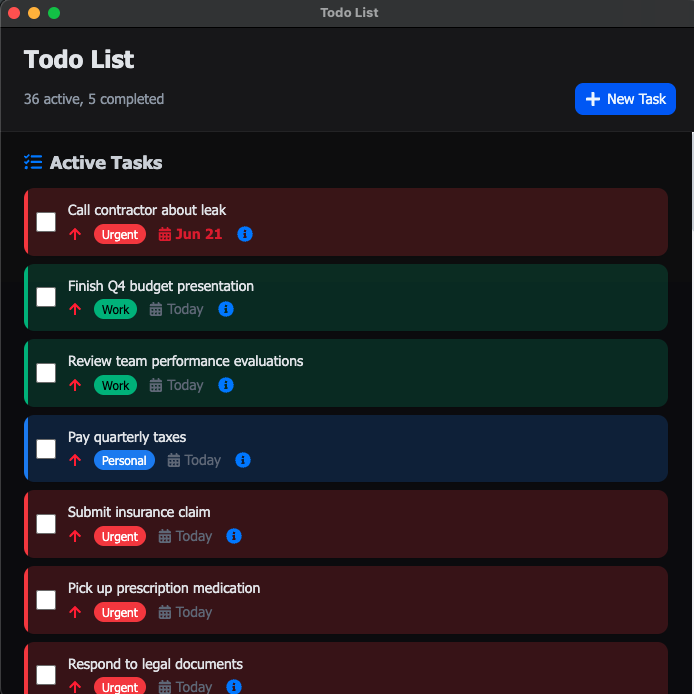 Todo List
Todo List
36 active, 5 completed
New Task
Active Tasks
Call contractor about leak
Urgent Jun 21
Finish Q4 budget presentation
Work Today
Review team performance evaluations
Work Today
Pay quarterly taxes
Personal Today
Submit insurance claim
Urgent Today
Pick up prescription medication
Urgent Today
Respond to legal documents
Urgent Today